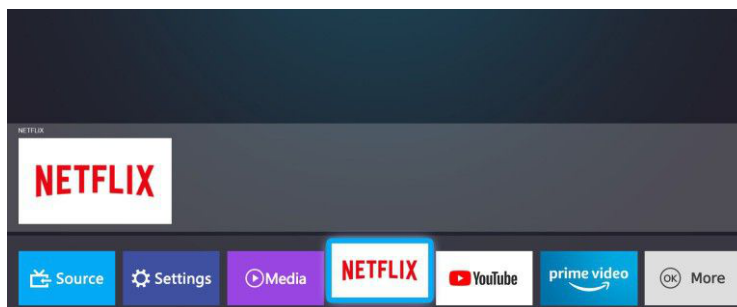 NETFLIX
NETFLIX
Source
Settings
Media
NETFLIX
YouTube
prime video
OK More